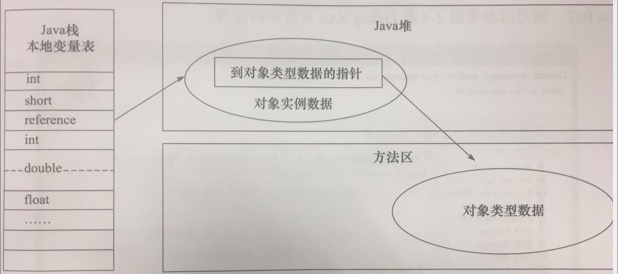 Java栈
本地变量表
int
short
reference
int
double
float
……
Java堆
到对象类型数据的指针
对象实例数据
方法区
对象类型数据